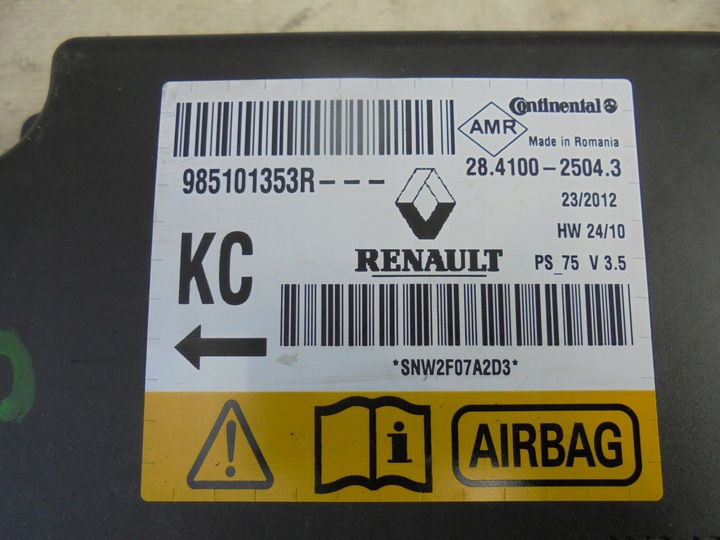 Continental
AMR
Made in Romania
985101353R---
28.4100-2504.3
23/2012
KC
HW 24/10
RENAULT
PS_75 V 3.5
*SNW2F07A2D3*
i
AIRBAG